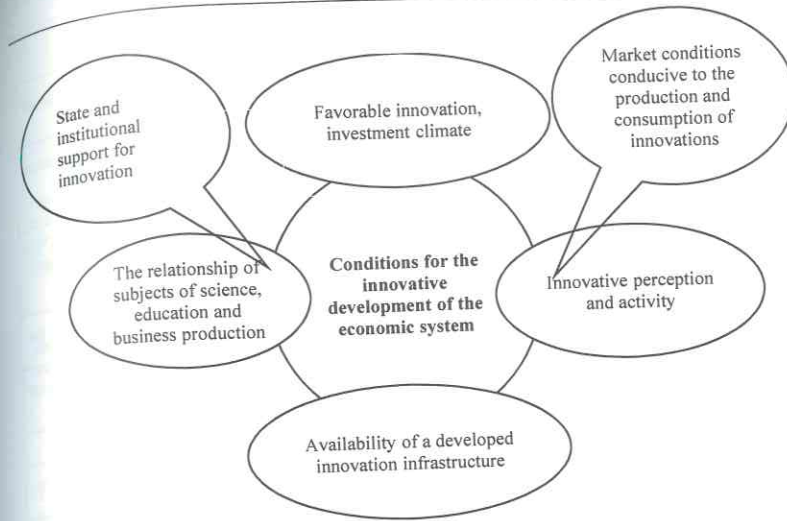 Market conditions
conducive to the
production and
consumption of
innovations
State and
institutional
support for
innovation
Favorable innovation,
investment climate
The relationship of
subjects of science,
education and
business production
Conditions for the
innovative
development of the
economic system
Innovative perception
and activity
Availability of a developed
innovation infrastructure